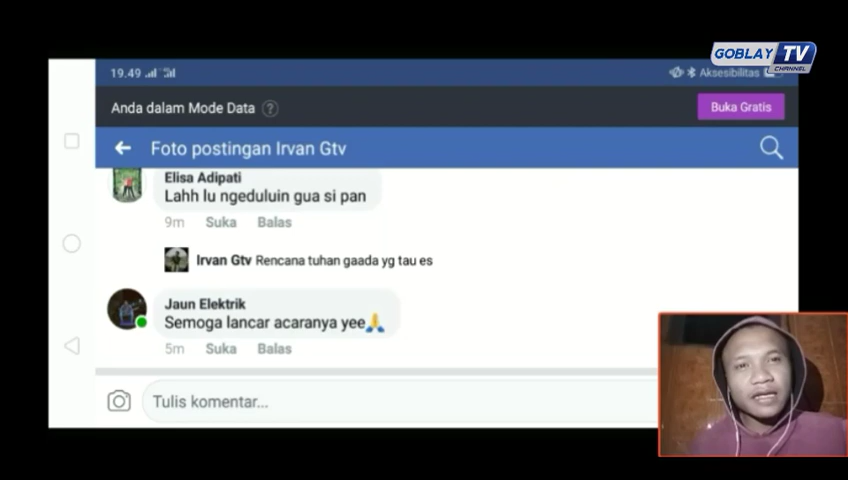 GOBLAY TV
CHANNEL
19.49
Aksesibilitas
Anda dalam Mode Data
Buka Gratis
Foto postingan Irvan Gtv
Elisa Adipati
Lahh lu ngeduluin gua si pan
9m Suka Balas
Irvan Gtv Rencana tuhan gaada yg tau es
Jaun Elektrik
Semoga lancar acaranya yee🙏
5m Suka Balas
Tulis komentar...